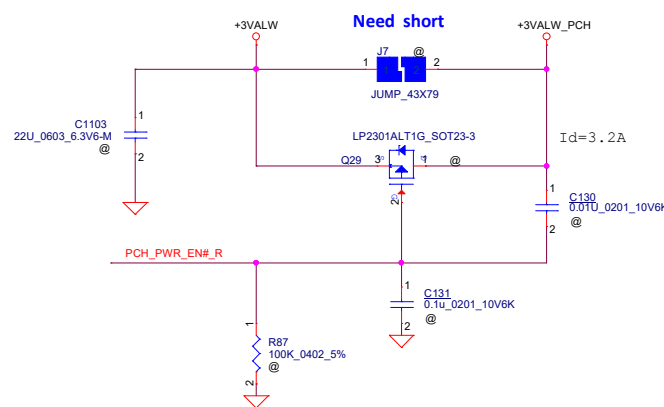 Need short
+3VALW
+3VALW_PCH
J7
@
1
2
JUMP_43X79
C1103
22U_0603_6.3V6-M
@
1
2
LP2301ALT1G_SOT23-3
Q29
3
1
@
2
Id=3.2A
C130
0.01U_0201_10V6K
@
1
2
PCH_PWR_EN#_R
C131
0.1u_0201_10V6K
@
1
2
R87
100K_0402_5%
@
1
2